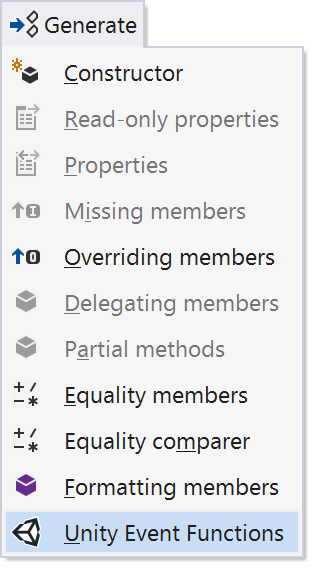 Generate
Constructor
Read-only properties
Properties
Missing members
Overriding members
Delegating members
Partial methods
Equality members
Equality comparer
Formatting members
Unity Event Functions